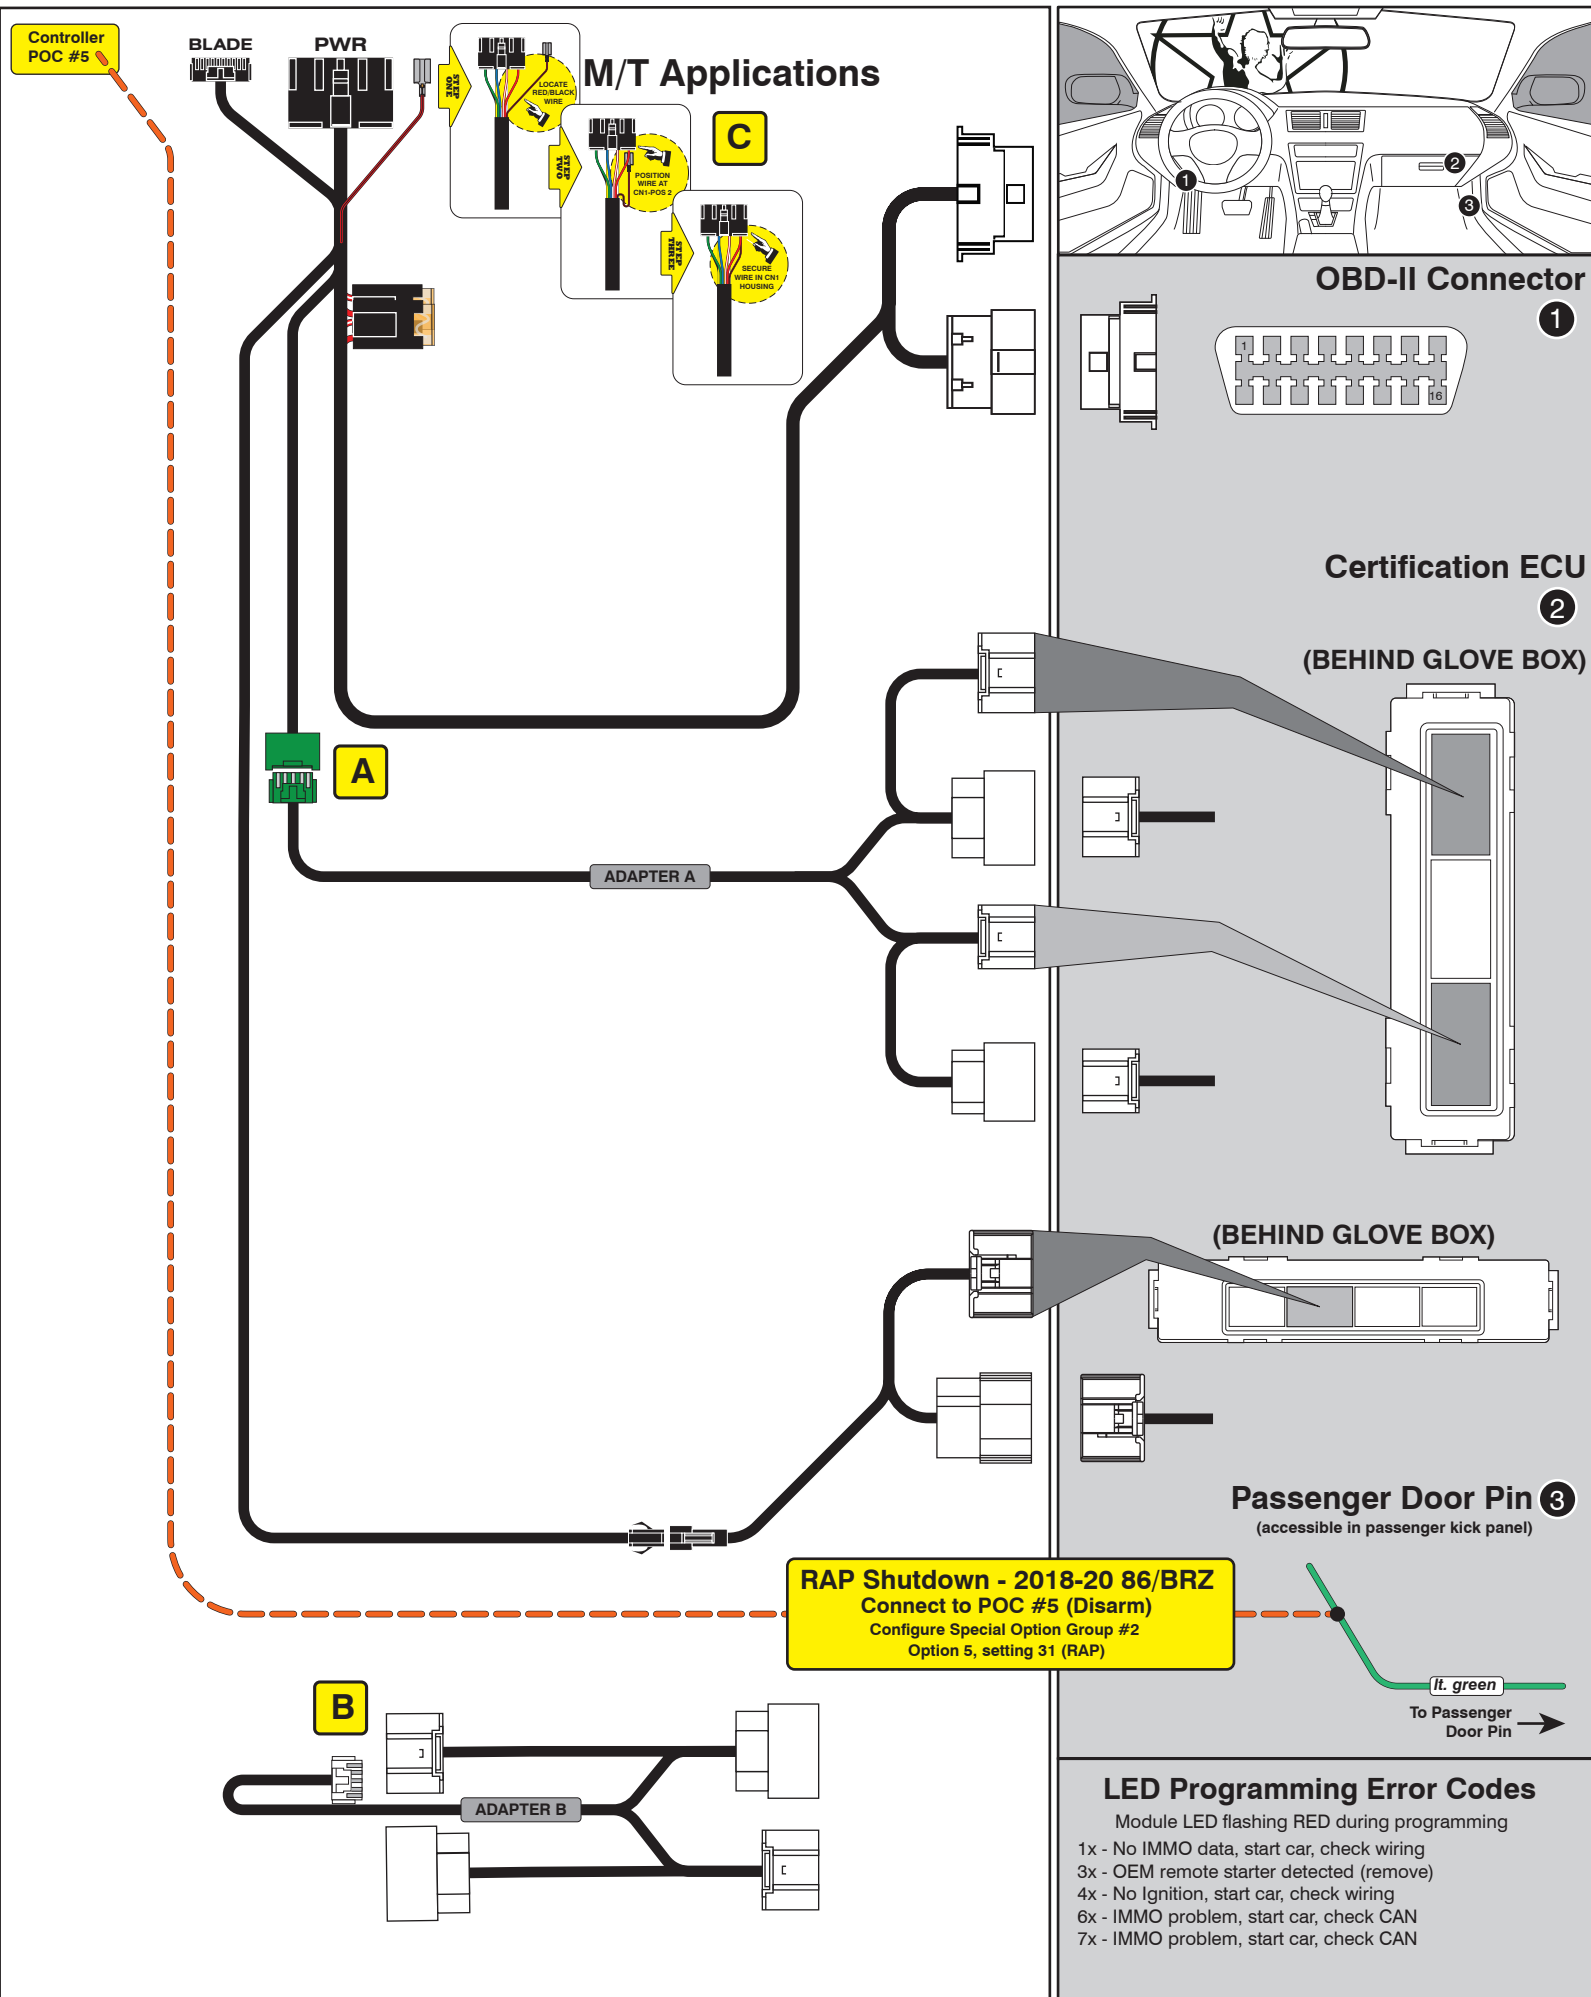 Controller
POC #5
BLADE
PWR
M/T Applications
STEP
ONE
LOCATE
RED/BLACK
WIRE
C
STEP
TWO
POSITION
WIRE AT
CN1-POS 2
STEP
THREE
SECURE
WIRE IN CN1
HOUSING
1
2
3
OBD-II Connector
1
1
16
Certification ECU
2
(BEHIND GLOVE BOX)
A
ADAPTER A
(BEHIND GLOVE BOX)
Passenger Door Pin 3
(accessible in passenger kick panel)
RAP Shutdown - 2018-20 86/BRZ
Connect to POC #5 (Disarm)
Configure Special Option Group #2
Option 5, setting 31 (RAP)
lt. green
To Passenger
Door Pin
B
ADAPTER B
LED Programming Error Codes
Module LED flashing RED during programming
1x - No IMMO data, start car, check wiring
3x - OEM remote starter detected (remove)
4x - No Ignition, start car, check wiring
6x - IMMO problem, start car, check CAN
7x - IMMO problem, start car, check CAN